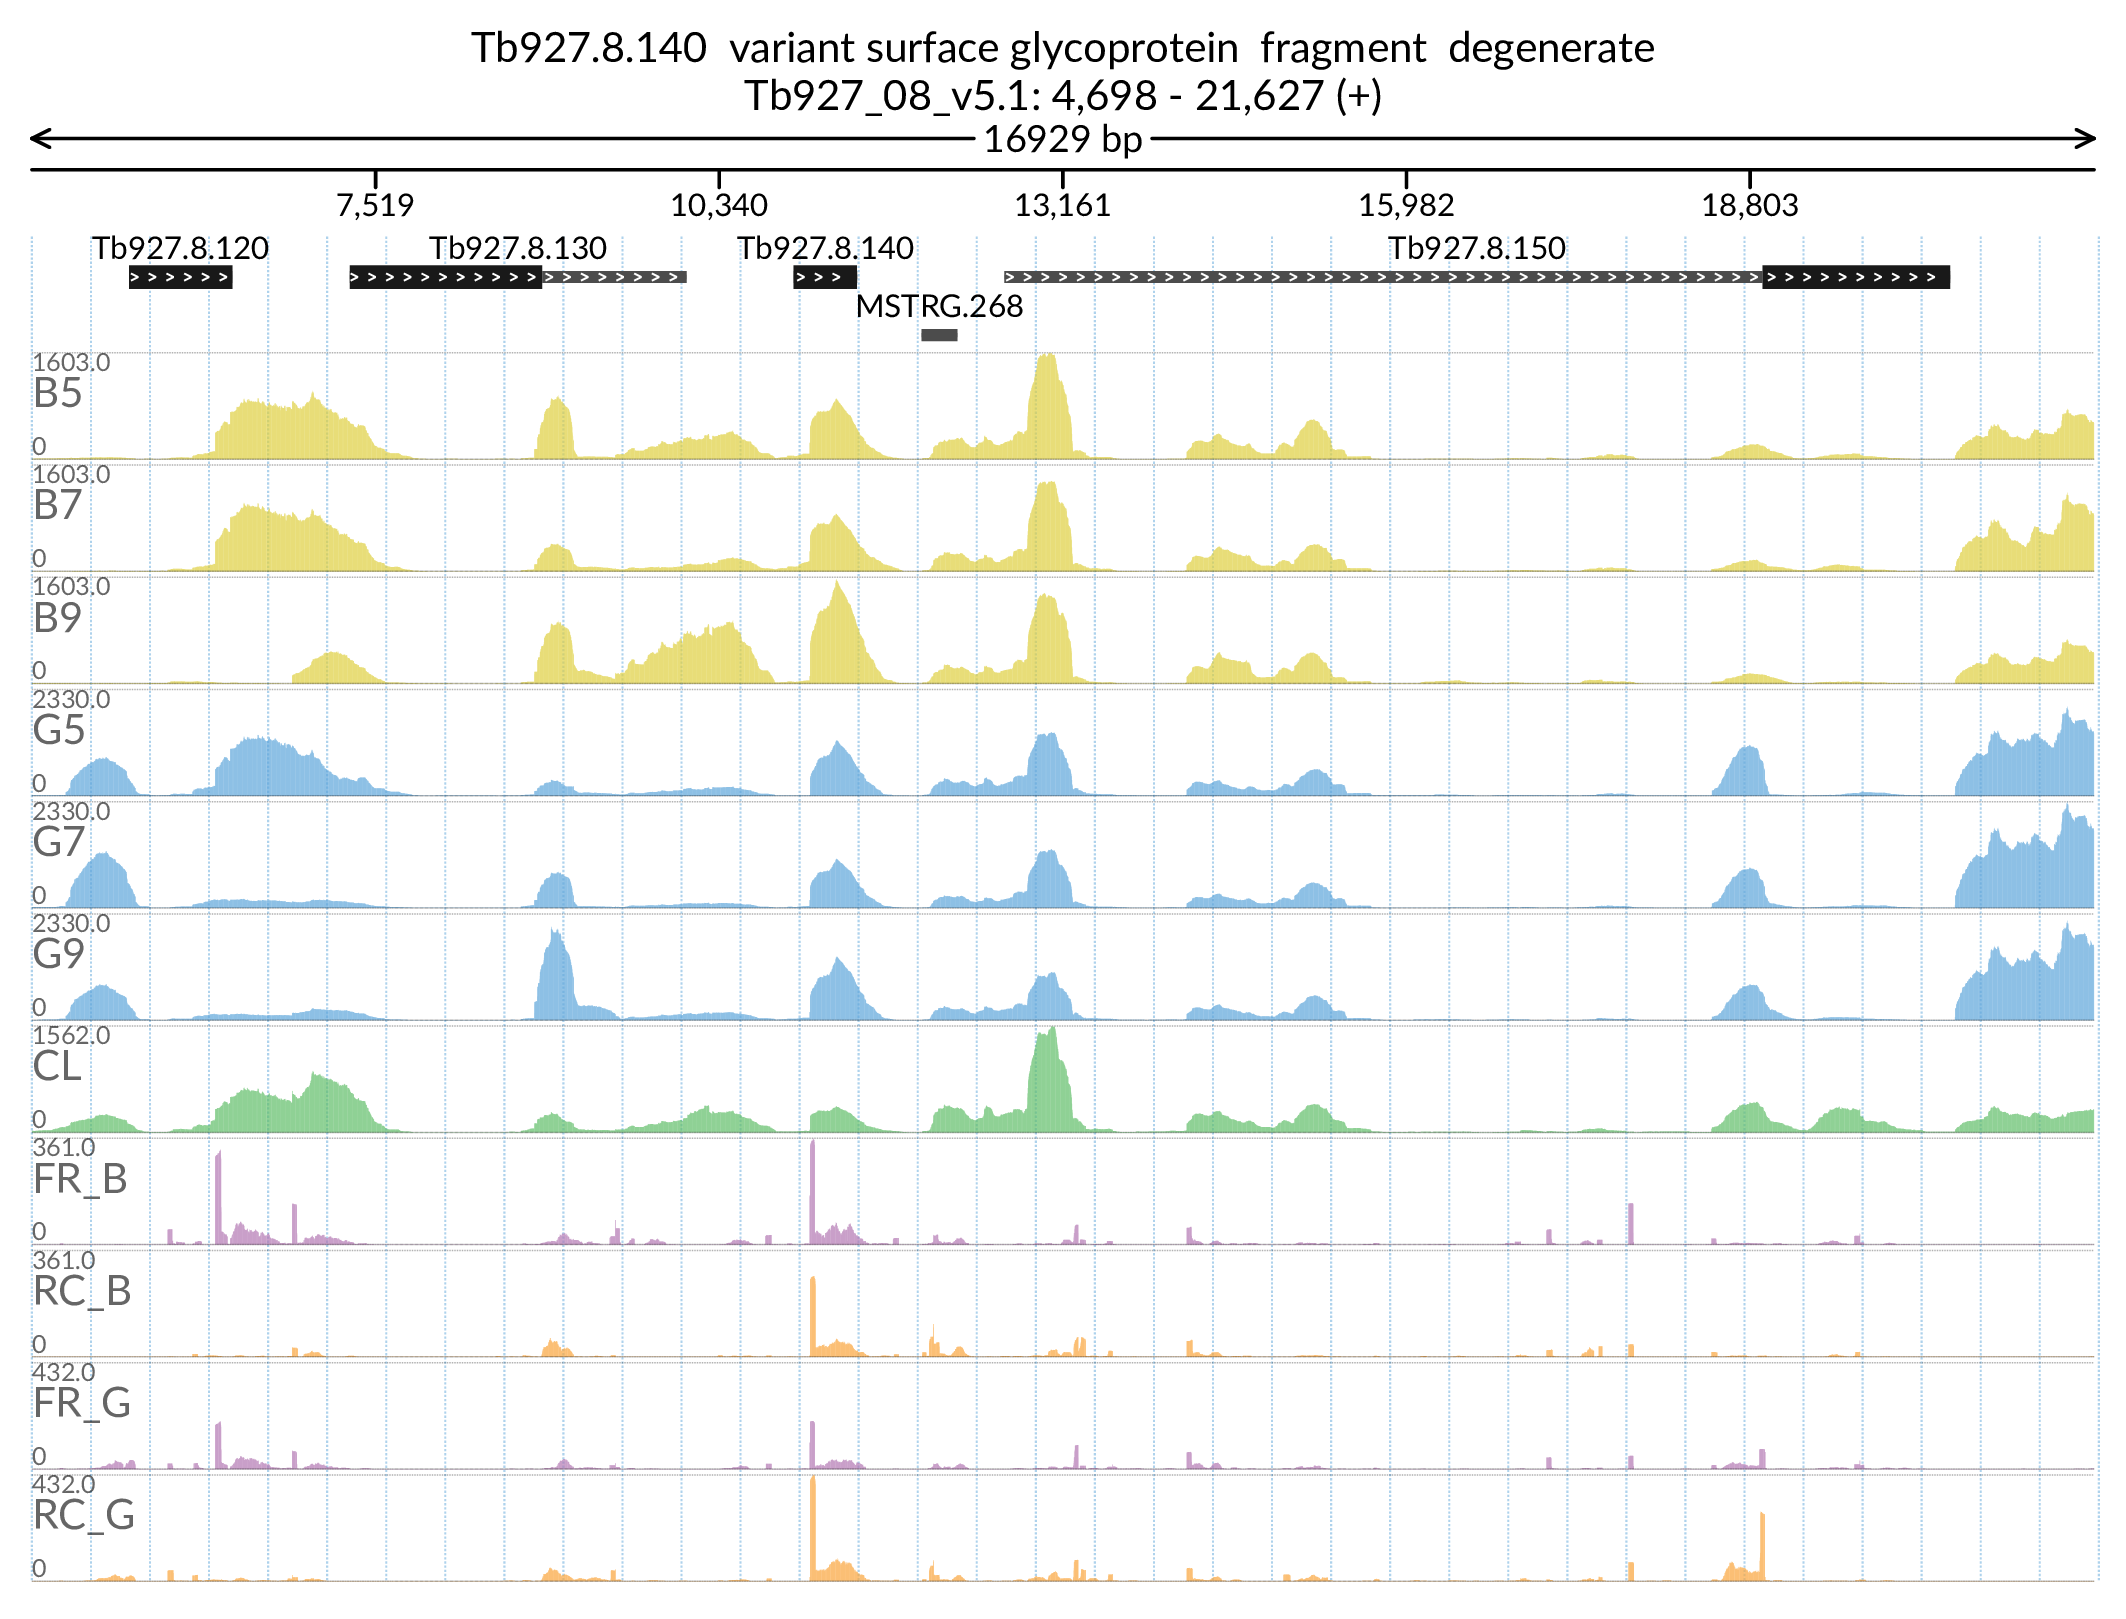 Tb927.8.140 variant surface glycoprotein fragment degenerate
Tb927_08_v5.1: 4,698 - 21,627 (+)
16929 bp
7,519 10,340 13,161 15,982 18,803
Tb927.8.120 Tb927.8.130 Tb927.8.140 Tb927.8.150
MSTRG.268
1603.0
B5
0
1603.0
B7
0
1603.0
B9
0
2330.0
G5
0
2330.0
G7
0
2330.0
G9
0
1562.0
CL
0
361.0
FR_B
0
361.0
RC_B
0
432.0
FR_G
0
432.0
RC_G
0